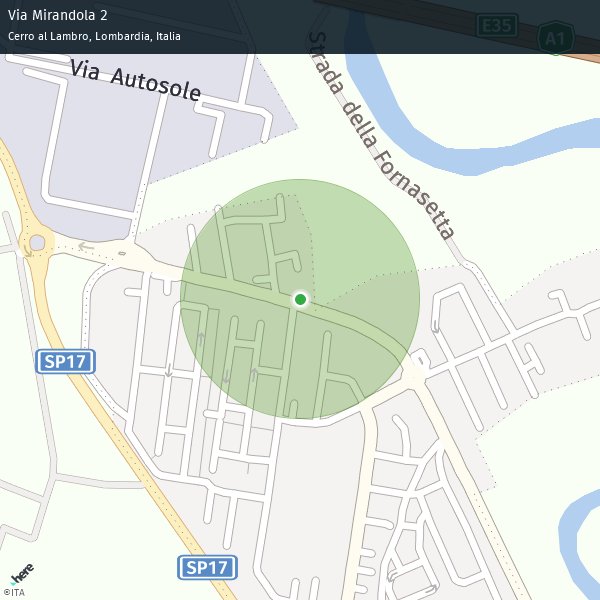 Via Mirandola 2
Cerro al Lambro, Lombardia, Italia
E35
A1
Via Autosole
Strada della Fornasetta
SP17
SP17
here
©ITA